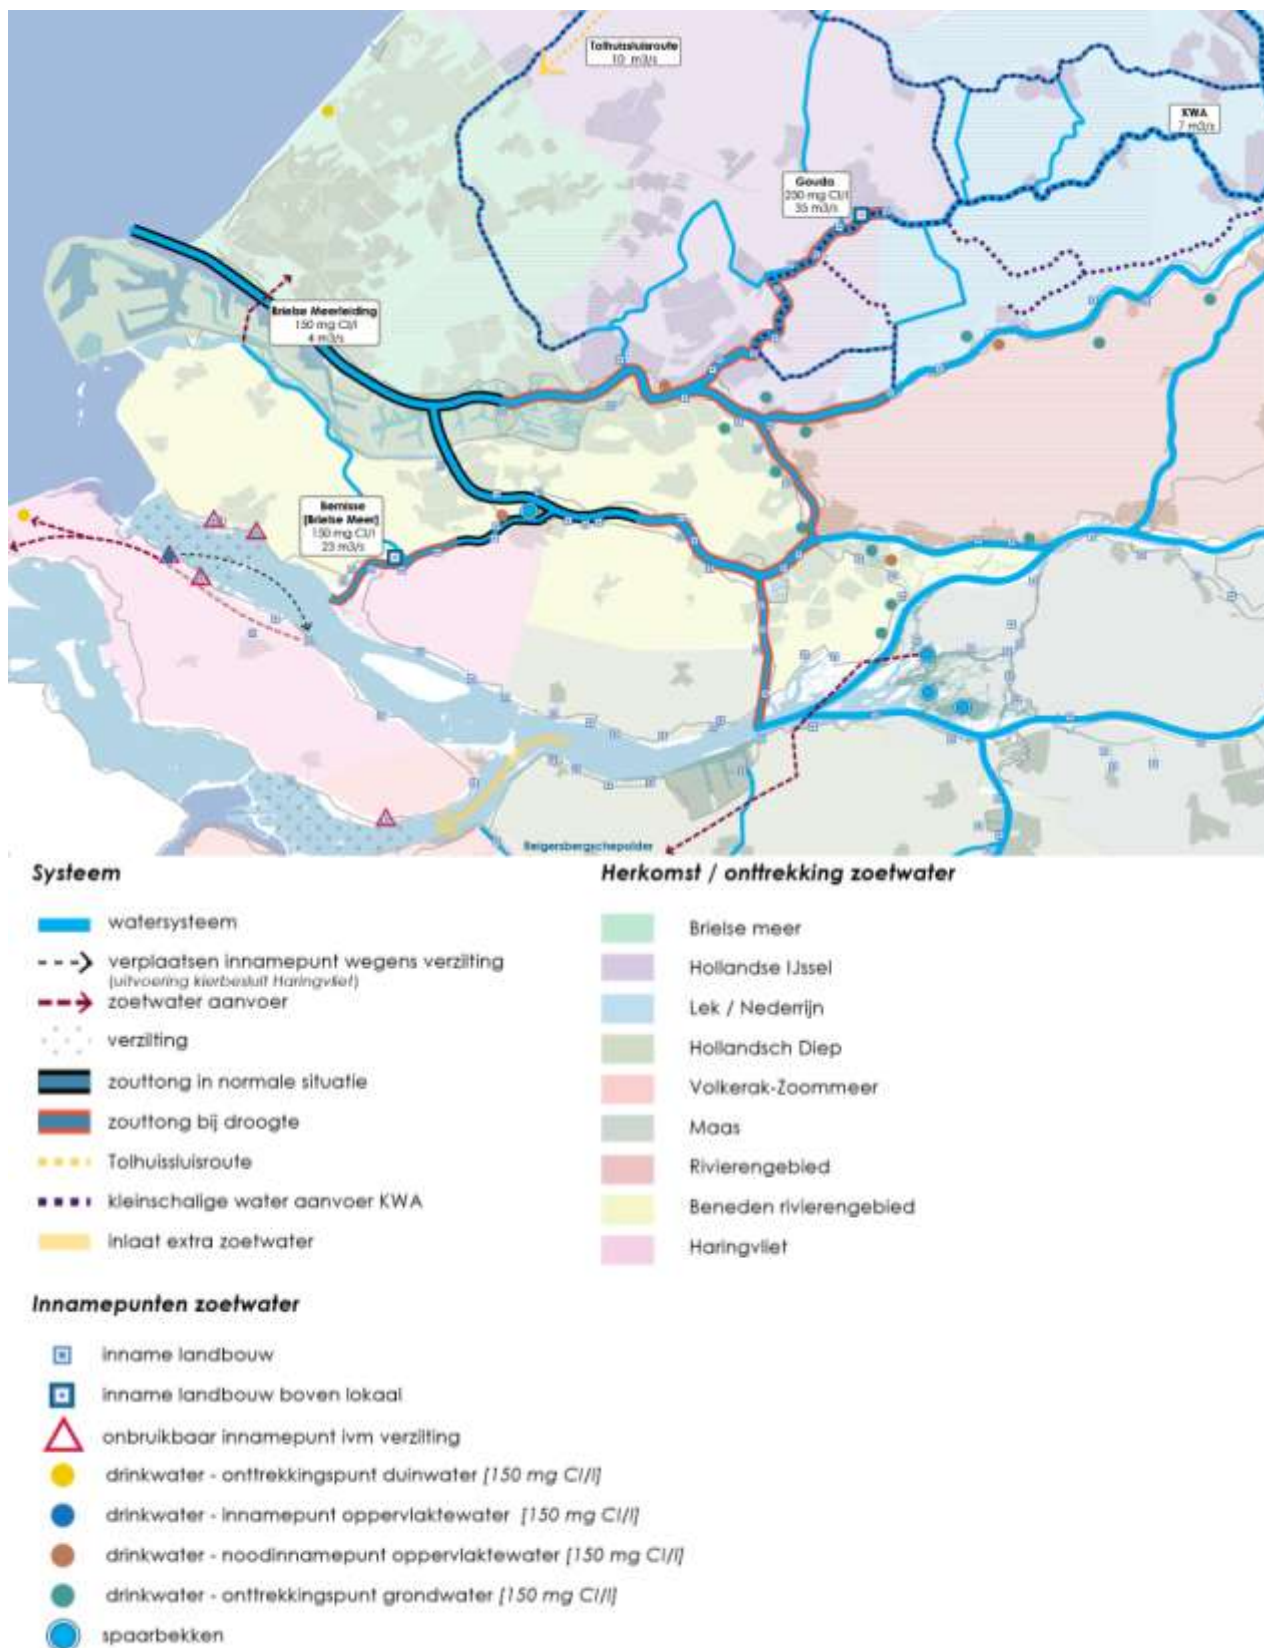 Tolhuissluisroute
10 m3/s
KWA
7 m3/s
Gouda
250 mg Cl/l
35 m3/s
Brielse Meerleiding
150 mg Cl/l
4 m3/s
Bernisse
(Brielse Meer)
150 mg Cl/l
23 m3/s
Reigersbergschepolder
Systeem
watersysteem
verplaatsen innamepunt wegens verzilting
(uitvoering kierbesluit Haringvliet)
zoetwater aanvoer
verzilting
zouttong in normale situatie
zouttong bij droogte
Tolhuissluisroute
kleinschalige water aanvoer KWA
inlaat extra zoetwater
Herkomst / onttrekking zoetwater
Brielse meer
Hollandse IJssel
Lek / Nederrijn
Hollandsch Diep
Volkerak-Zoommeer
Maas
Rivierengebied
Beneden rivierengebied
Haringvliet
Innamepunten zoetwater
inname landbouw
inname landbouw boven lokaal
onbruikbaar innamepunt ivm verzilting
drinkwater - onttrekkingspunt duinwater [150 mg Cl/l]
drinkwater - innamepunt oppervlaktewater [150 mg Cl/l]
drinkwater - noodinnamepunt oppervlaktewater [150 mg Cl/l]
drinkwater - onttrekkingspunt grondwater [150 mg Cl/l]
spaarbekken